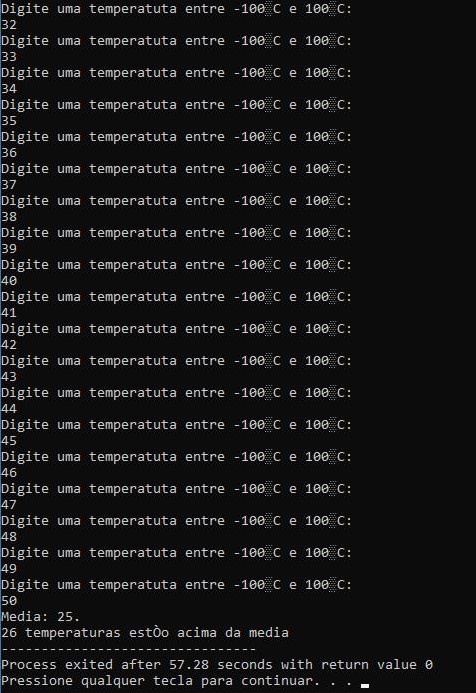 Digite uma temperatuta entre -100░C e 100░C:
32
Digite uma temperatuta entre -100░C e 100░C:
33
Digite uma temperatuta entre -100░C e 100░C:
34
Digite uma temperatuta entre -100░C e 100░C:
35
Digite uma temperatuta entre -100░C e 100░C:
36
Digite uma temperatuta entre -100░C e 100░C:
37
Digite uma temperatuta entre -100░C e 100░C:
38
Digite uma temperatuta entre -100░C e 100░C:
39
Digite uma temperatuta entre -100░C e 100░C:
40
Digite uma temperatuta entre -100░C e 100░C:
41
Digite uma temperatuta entre -100░C e 100░C:
42
Digite uma temperatuta entre -100░C e 100░C:
43
Digite uma temperatuta entre -100░C e 100░C:
44
Digite uma temperatuta entre -100░C e 100░C:
45
Digite uma temperatuta entre -100░C e 100░C:
46
Digite uma temperatuta entre -100░C e 100░C:
47
Digite uma temperatuta entre -100░C e 100░C:
48
Digite uma temperatuta entre -100░C e 100░C:
49
Digite uma temperatuta entre -100░C e 100░C:
50
Media: 25.
26 temperaturas estÒo acima da media
--------------------------------
Process exited after 57.28 seconds with return value 0
Pressione qualquer tecla para continuar. . .